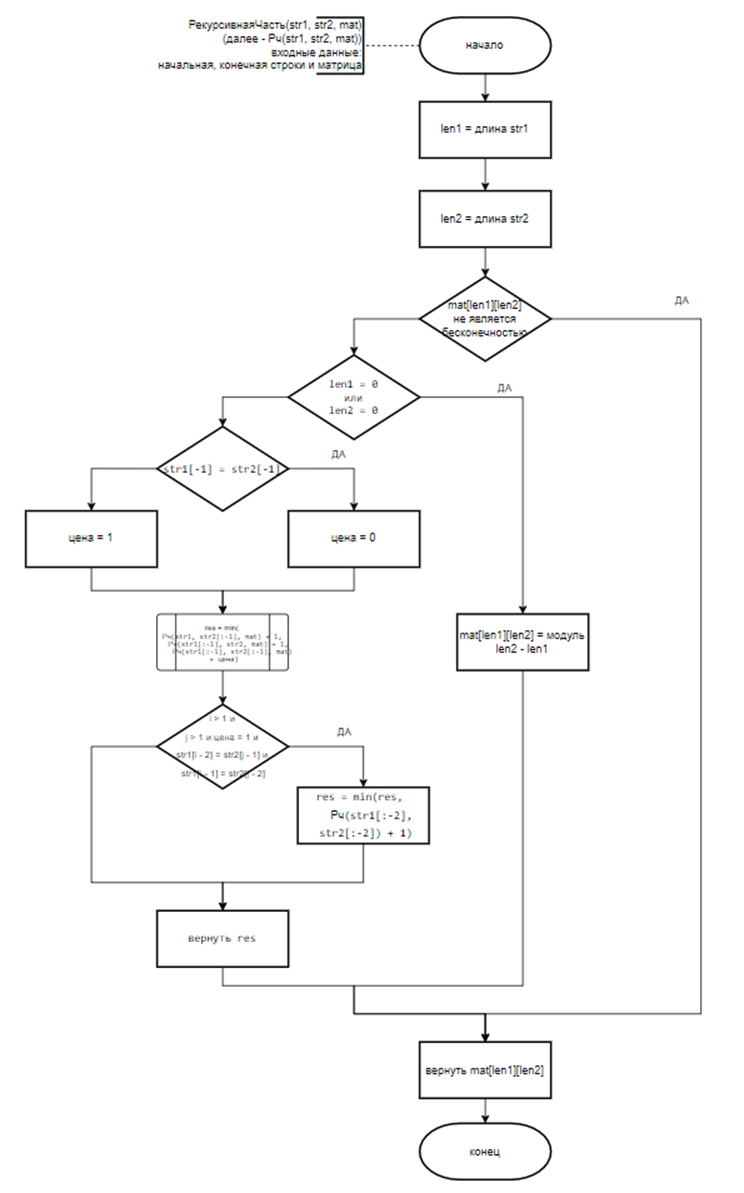 РекурсивнаяЧасть(str1, str2, mat)
(далее - Рч(str1, str2, mat))
входные данные:
начальная, конечная строки и матрица
начало
len1 = длина str1
len2 = длина str2
mat[len1][len2]
не является
бесконечностью
ДА
len1 = 0
или
len2 = 0
ДА
str1[-1] = str2[-1]
ДА
цена = 1
цена = 0
res = min(
Рч(str1, str2[:-1], mat) + 1,
Рч(str1[:-1], str2, mat) + 1,
Рч(str1[:-1], str2[:-1], mat)
+ цена)
mat[len1][len2] = модуль
len2 - len1
i > 1 и
j > 1 и цена = 1 и
str1[i - 2] = str2[j - 1] и
str1[i - 1] = str2[j - 2]
ДА
res = min(res,
Рч(str1[:-2],
str2[:-2]) + 1)
вернуть res
вернуть mat[len1][len2]
конец